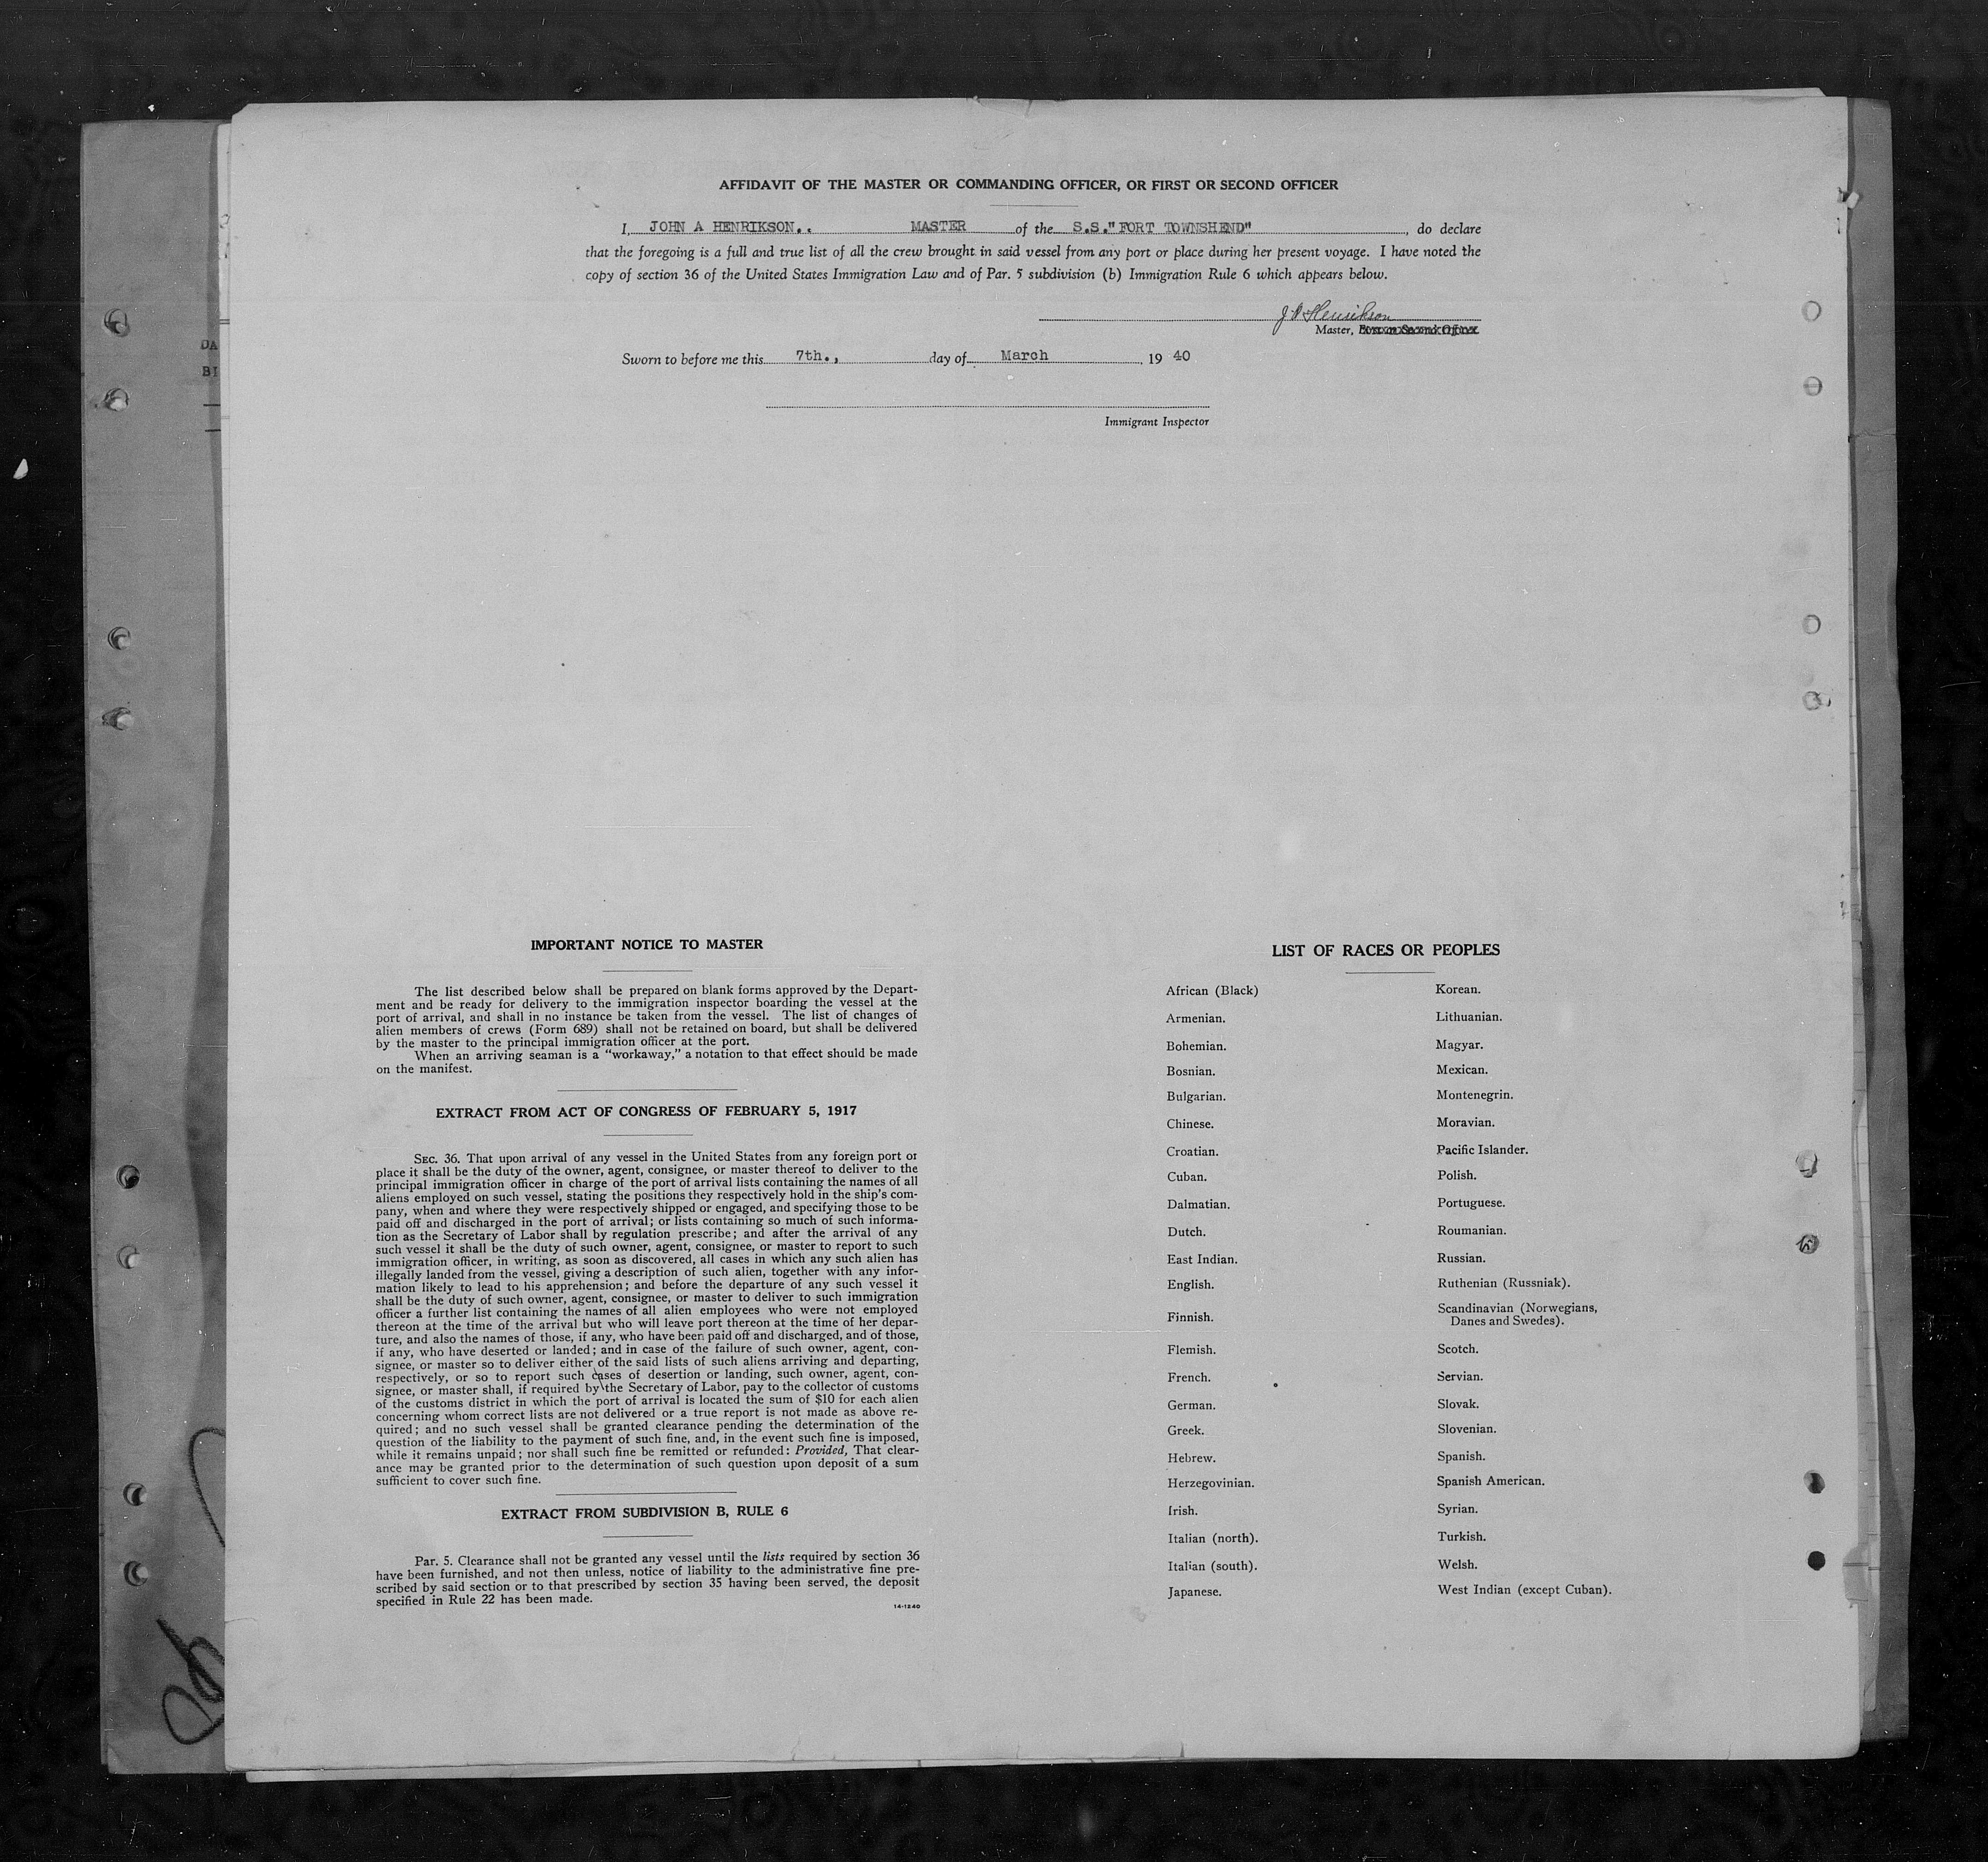 AFFIDAVIT OF THE MASTER OR COMMANDING OFFICER, OR FIRST OR SECOND OFFICER
I, JOHN A HENRIKSON.. MASTER of the S.S."FORT TOWNSHEND", do declare
that the foregoing is a full and true list of all the crew brought in said vessel from any port or place during her present voyage. I have noted the
copy of section 36 of the United States Immigration Law and of Par. 5 subdivision (b) Immigration Rule 6 which appears below.
J A Henrikson
Master, First or Second Officer.
Sworn to before me this 7th., day of March, 19 40
Immigrant Inspector
DA
BI
IMPORTANT NOTICE TO MASTER
The list described below shall be prepared on blank forms approved by the Depart-
ment and be ready for delivery to the immigration inspector boarding the vessel at the
port of arrival, and shall in no instance be taken from the vessel. The list of changes of
alien members of crews (Form 689) shall not be retained on board, but shall be delivered
by the master to the principal immigration officer at the port.
When an arriving seaman is a "workaway," a notation to that effect should be made
on the manifest.
EXTRACT FROM ACT OF CONGRESS OF FEBRUARY 5, 1917
SEC. 36. That upon arrival of any vessel in the United States from any foreign port or
place it shall be the duty of the owner, agent, consignee, or master thereof to deliver to the
principal immigration officer in charge of the port of arrival lists containing the names of all
aliens employed on such vessel, stating the positions they respectively hold in the ship's com-
pany, when and where they were respectively shipped or engaged, and specifying those to be
paid off and discharged in the port of arrival; or lists containing so much of such informa-
tion as the Secretary of Labor shall by regulation prescribe; and after the arrival of any
such vessel it shall be the duty of such owner, agent, consignee, or master to report to such
immigration officer, in writing, as soon as discovered, all cases in which any such alien has
illegally landed from the vessel, giving a description of such alien, together with any infor-
mation likely to lead to his apprehension; and before the departure of any such vessel it
shall be the duty of such owner, agent, consignee, or master to deliver to such immigration
officer a further list containing the names of all alien employees who were not employed
thereon at the time of the arrival but who will leave port thereon at the time of her depar-
ture, and also the names of those, if any, who have been paid off and discharged, and of those,
if any, who have deserted or landed; and in case of the failure of such owner, agent, con-
signee, or master so to deliver either of the said lists of such aliens arriving and departing,
respectively, or so to report such cases of desertion or landing, such owner, agent, con-
signee, or master shall, if required by the Secretary of Labor, pay to the collector of customs
of the customs district in which the port of arrival is located the sum of $10 for each alien
concerning whom correct lists are not delivered or a true report is not made as above re-
quired; and no such vessel shall be granted clearance pending the determination of the
question of the liability to the payment of such fine, and, in the event such fine is imposed,
while it remains unpaid; nor shall such fine be remitted or refunded: Provided, That clear-
ance may be granted prior to the determination of such question upon deposit of a sum
sufficient to cover such fine.
EXTRACT FROM SUBDIVISION B, RULE 6
Par. 5. Clearance shall not be granted any vessel until the lists required by section 36
have been furnished, and not then unless, notice of liability to the administrative fine pre-
scribed by said section or to that prescribed by section 35 having been served, the deposit
specified in Rule 22 has been made.
14-1240
LIST OF RACES OR PEOPLES
African (Black)
Armenian.
Bohemian.
Bosnian.
Bulgarian.
Chinese.
Croatian.
Cuban.
Dalmatian.
Dutch.
East Indian.
English.
Finnish.
Flemish.
French.
German.
Greek.
Hebrew.
Herzegovinian.
Irish.
Italian (north).
Italian (south).
Japanese.
Korean.
Lithuanian.
Magyar.
Mexican.
Montenegrin.
Moravian.
Pacific Islander.
Polish.
Portuguese.
Roumanian.
Russian.
Ruthenian (Russniak).
Scandinavian (Norwegians,
Danes and Swedes).
Scotch.
Servian.
Slovak.
Slovenian.
Spanish.
Spanish American.
Syrian.
Turkish.
Welsh.
West Indian (except Cuban).